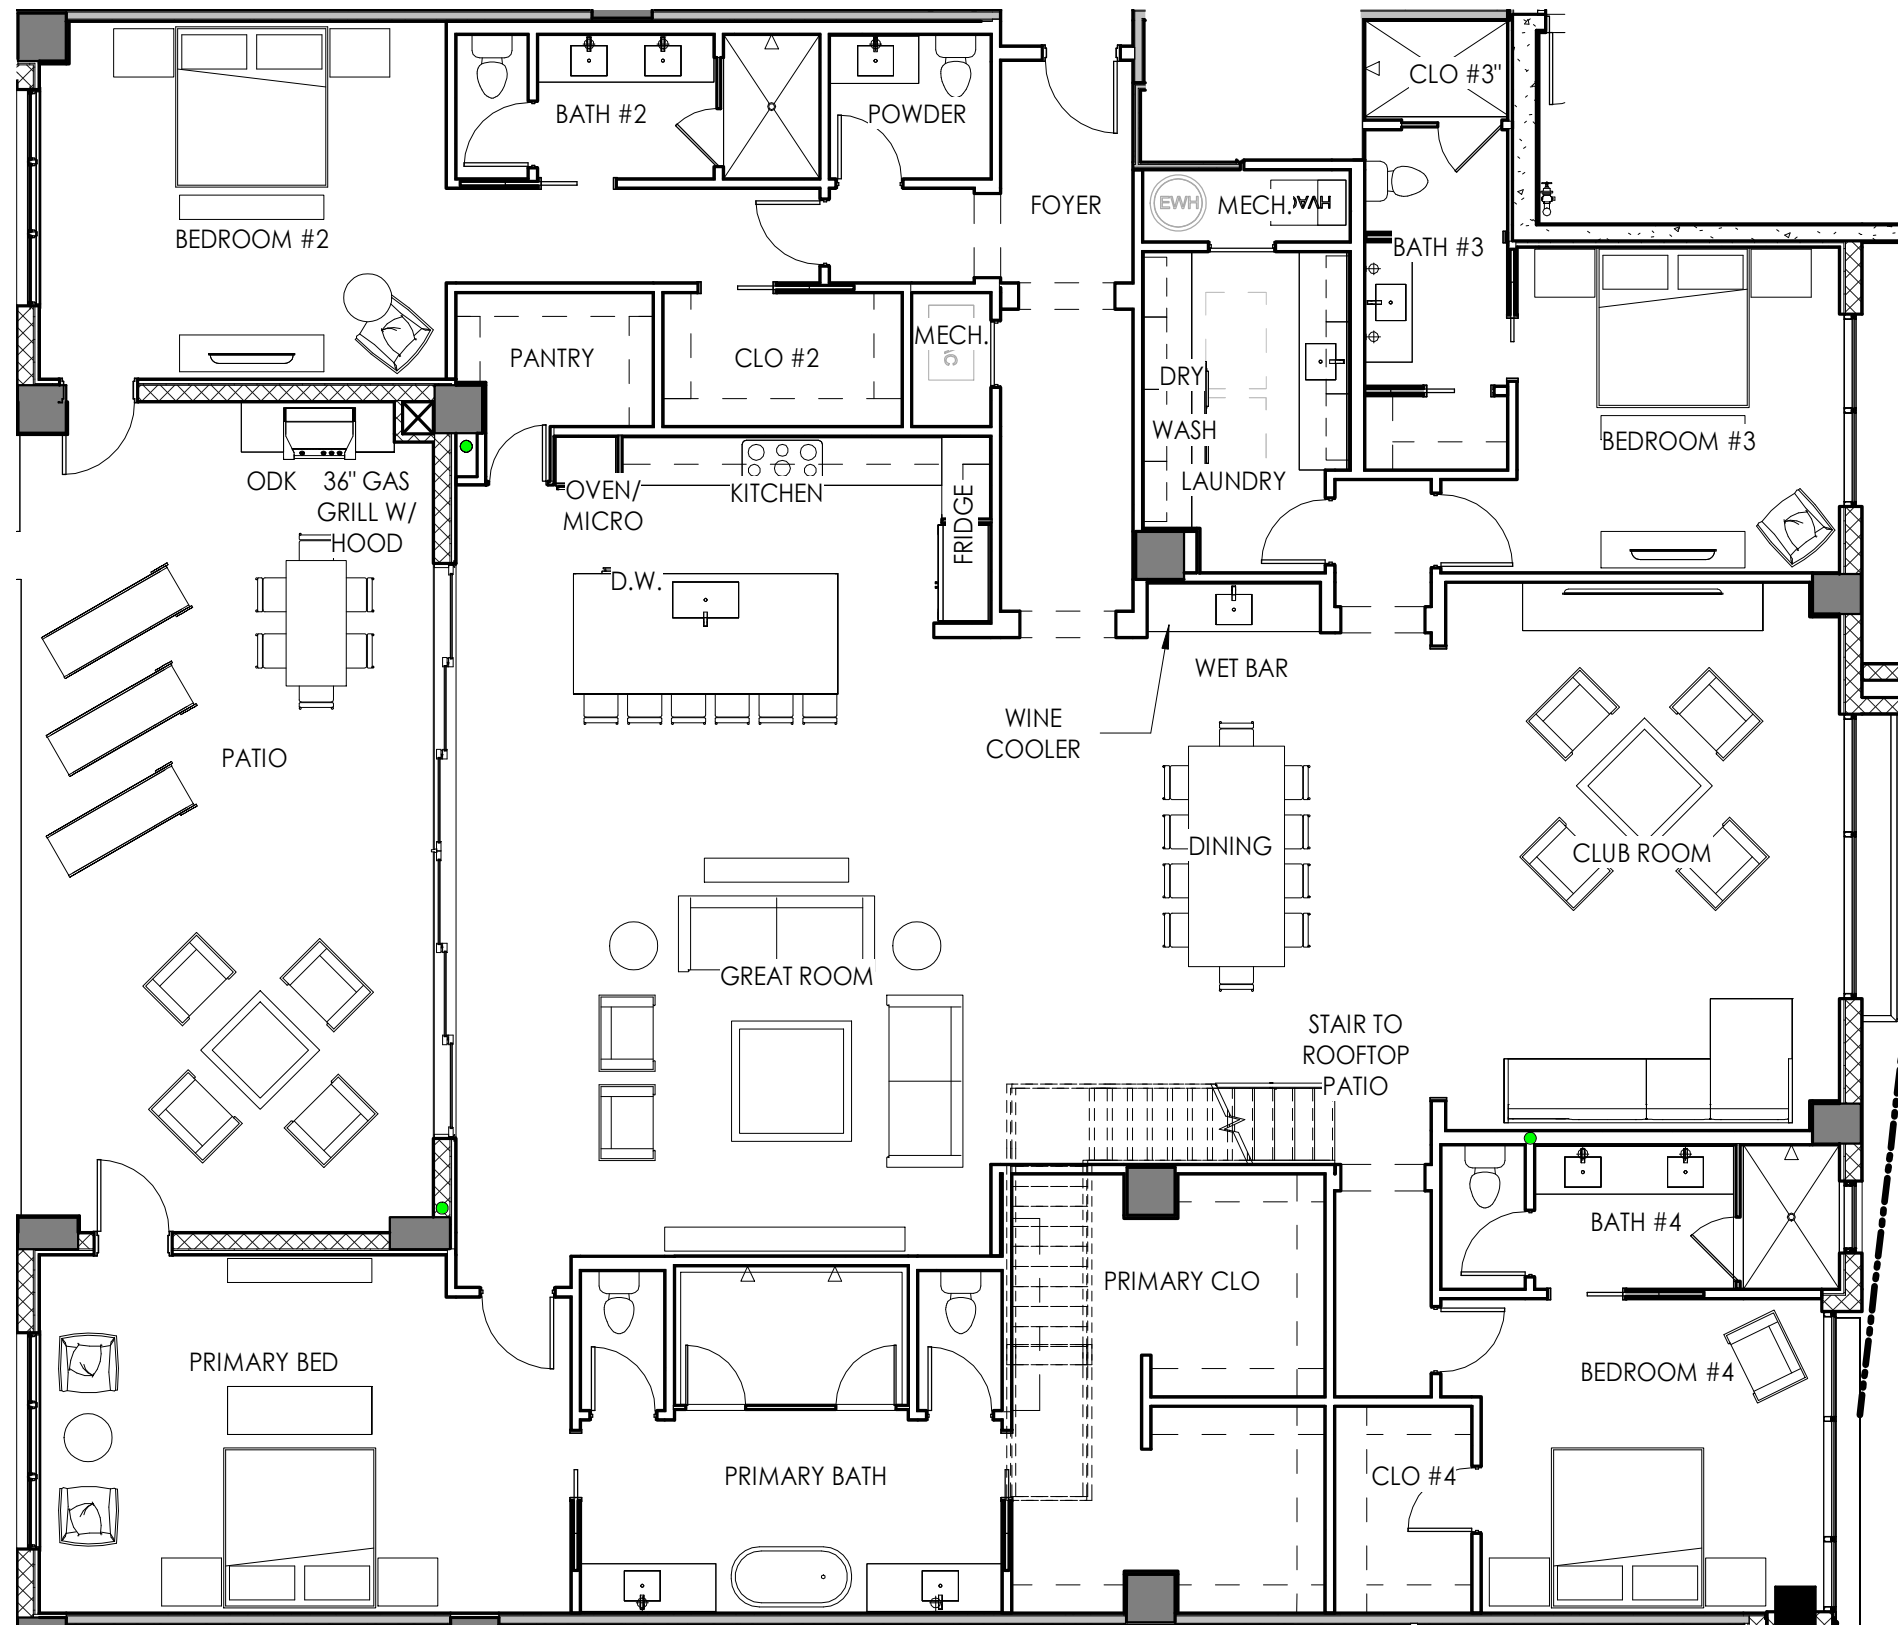 CLO #3"
BATH #2
POWDER
FOYER
EWH
MECH.
HVAC
BEDROOM #2
BATH #3
MECH.
PANTRY
CLO #2
DRY
WASH
LAUNDRY
BEDROOM #3
ODK
36" GAS
GRILL W/
HOOD
OVEN/
MICRO
KITCHEN
FRIDGE
D.W.
WET BAR
WINE
COOLER
PATIO
DINING
CLUB ROOM
GREAT ROOM
STAIR TO
ROOFTOP
PATIO
BATH #4
PRIMARY CLO
PRIMARY BED
BEDROOM #4
PRIMARY BATH
CLO #4